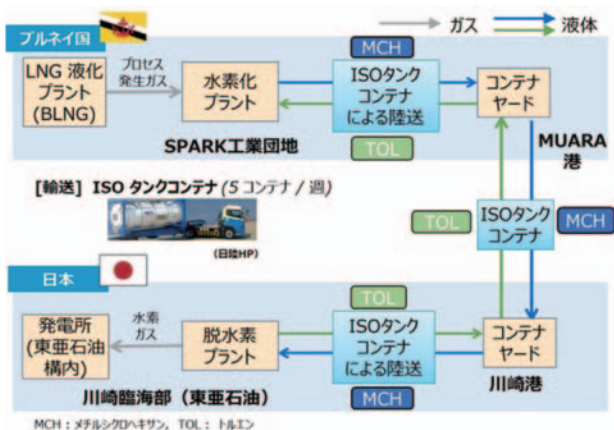 ガス
液体
ブルネイ国
LNG 液化
プラント
(BLNG)
プロセス
発生ガス
水素化
プラント
MCH
ISOタンク
コンテナ
による陸送
TOL
コンテナ
ヤード
SPARK工業団地
MUARA
港
[輸送] ISO タンクコンテナ (5 コンテナ / 週)
(日陸HP)
TOL
ISOタンク
コンテナ
MCH
日本
発電所
(東亜石油
構内)
水素
ガス
脱水素
プラント
TOL
ISOタンク
コンテナ
による陸送
MCH
コンテナ
ヤード
川崎臨海部（東亜石油）
川崎港
MCH：メチルシクロヘキサン, TOL： トルエン